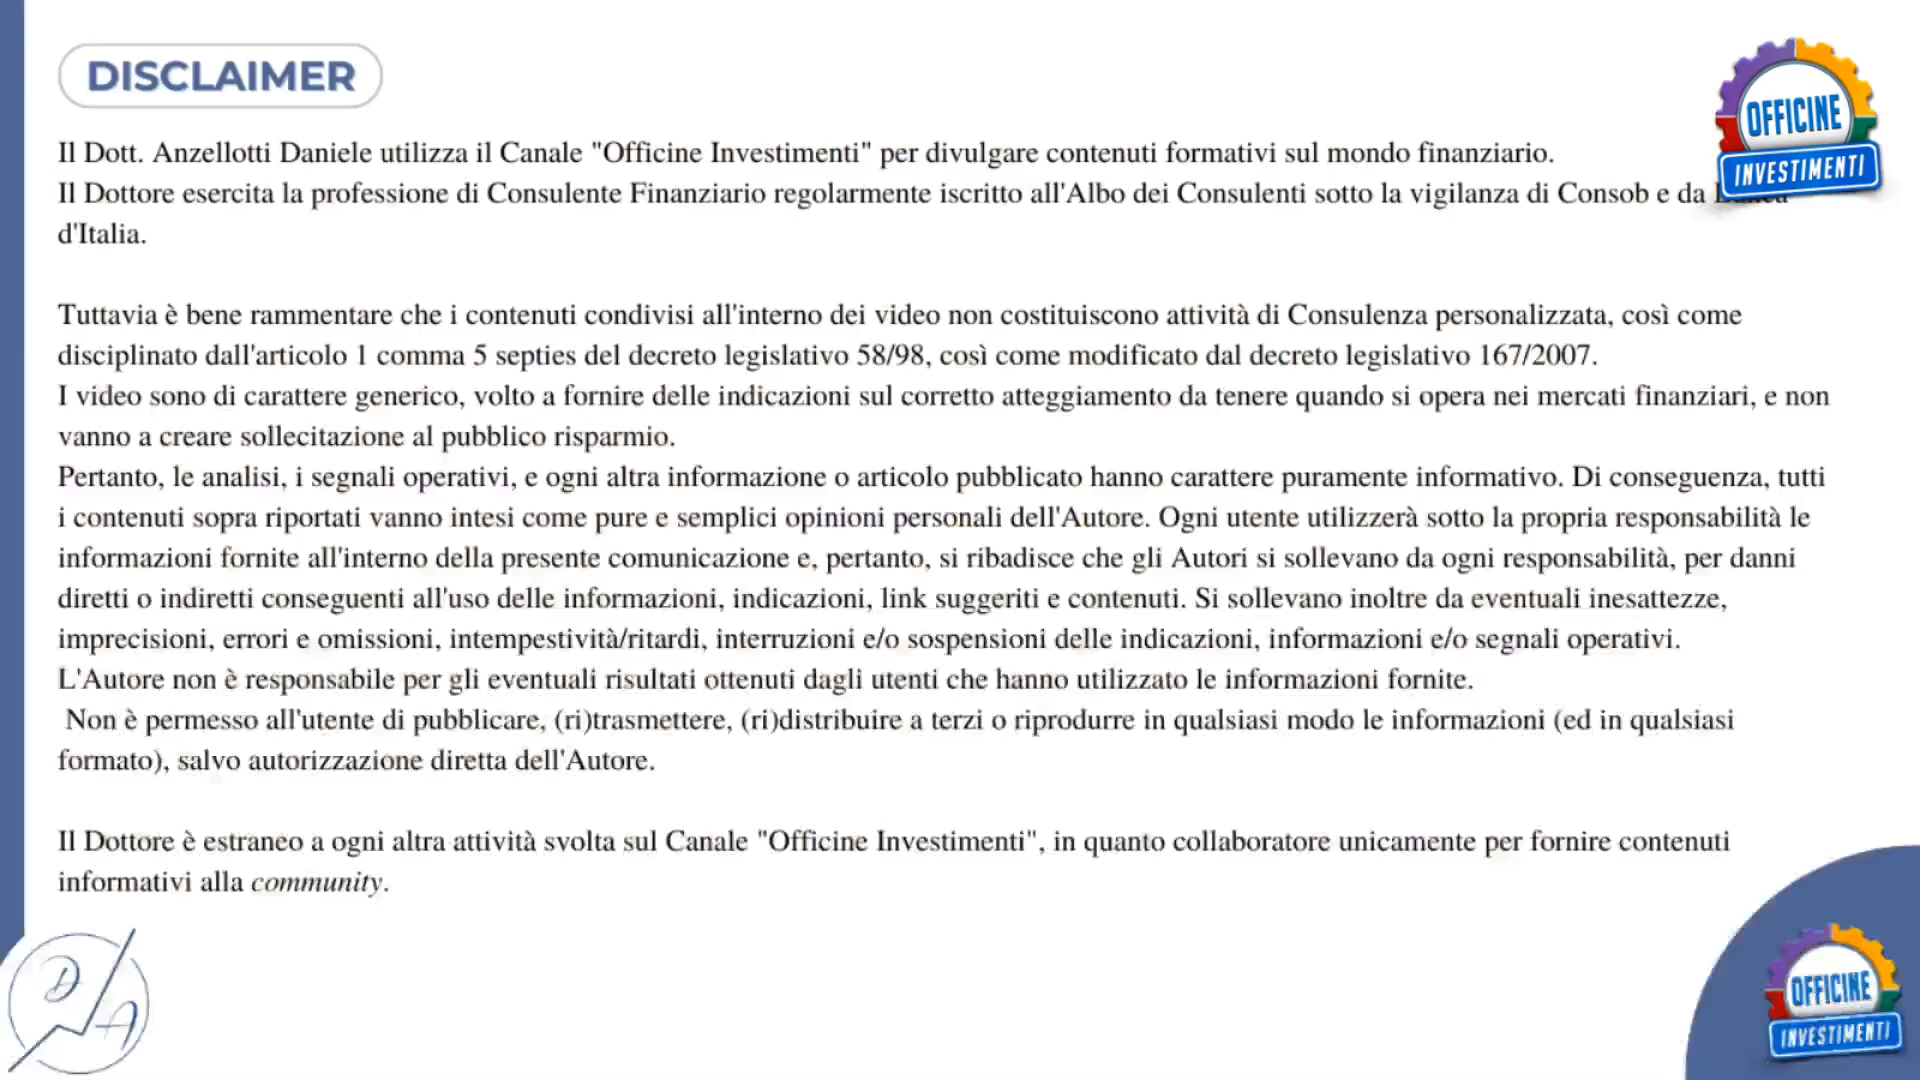 DISCLAIMER
OFFICINE
INVESTIMENTI
Il Dott. Anzellotti Daniele utilizza il Canale "Officine Investimenti" per divulgare contenuti formativi sul mondo finanziario.
Il Dottore esercita la professione di Consulente Finanziario regolarmente iscritto all'Albo dei Consulenti sotto la vigilanza di Consob e da
d'Italia.
Tuttavia è bene rammentare che i contenuti condivisi all'interno dei video non costituiscono attività di Consulenza personalizzata, così come
disciplinato dall'articolo 1 comma 5 septies del decreto legislativo 58/98, così come modificato dal decreto legislativo 167/2007.
I video sono di carattere generico, volto a fornire delle indicazioni sul corretto atteggiamento da tenere quando si opera nei mercati finanziari, e non
vanno a creare sollecitazione al pubblico risparmio.
Pertanto, le analisi, i segnali operativi, e ogni altra informazione o articolo pubblicato hanno carattere puramente informativo. Di conseguenza, tutti
i contenuti sopra riportati vanno intesi come pure e semplici opinioni personali dell'Autore. Ogni utente utilizzerà sotto la propria responsabilità le
informazioni fornite all'interno della presente comunicazione e, pertanto, si ribadisce che gli Autori si sollevano da ogni responsabilità, per danni
diretti o indiretti conseguenti all'uso delle informazioni, indicazioni, link suggeriti e contenuti. Si sollevano inoltre da eventuali inesattezze,
imprecisioni, errori e omissioni, intempestività/ritardi, interruzioni e/o sospensioni delle indicazioni, informazioni e/o segnali operativi.
L'Autore non è responsabile per gli eventuali risultati ottenuti dagli utenti che hanno utilizzato le informazioni fornite.
Non è permesso all'utente di pubblicare, (ri)trasmettere, (ri)distribuire a terzi o riprodurre in qualsiasi modo le informazioni (ed in qualsiasi
formato), salvo autorizzazione diretta dell'Autore.
Il Dottore è estraneo a ogni altra attività svolta sul Canale "Officine Investimenti", in quanto collaboratore unicamente per fornire contenuti
informativi alla community.
D
A
OFFICINE
INVESTIMENTI